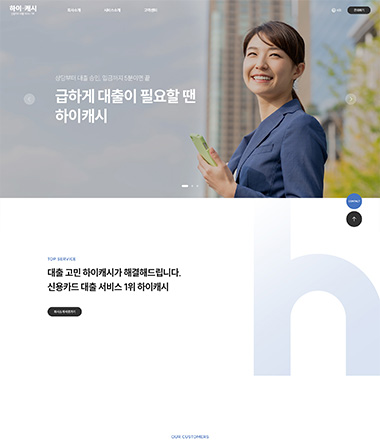 하이캐시
회사소개 서비스소개 고객센터
상담부터 대출 승인, 입금까지 5분이면 끝
급하게 대출이 필요할 땐
하이캐시
CONTACT
TOP SERVICE
대출 고민 하이캐시가 해결해드립니다.
신용카드 대출 서비스 1위 하이캐시
h
OUR CUSTOMERS